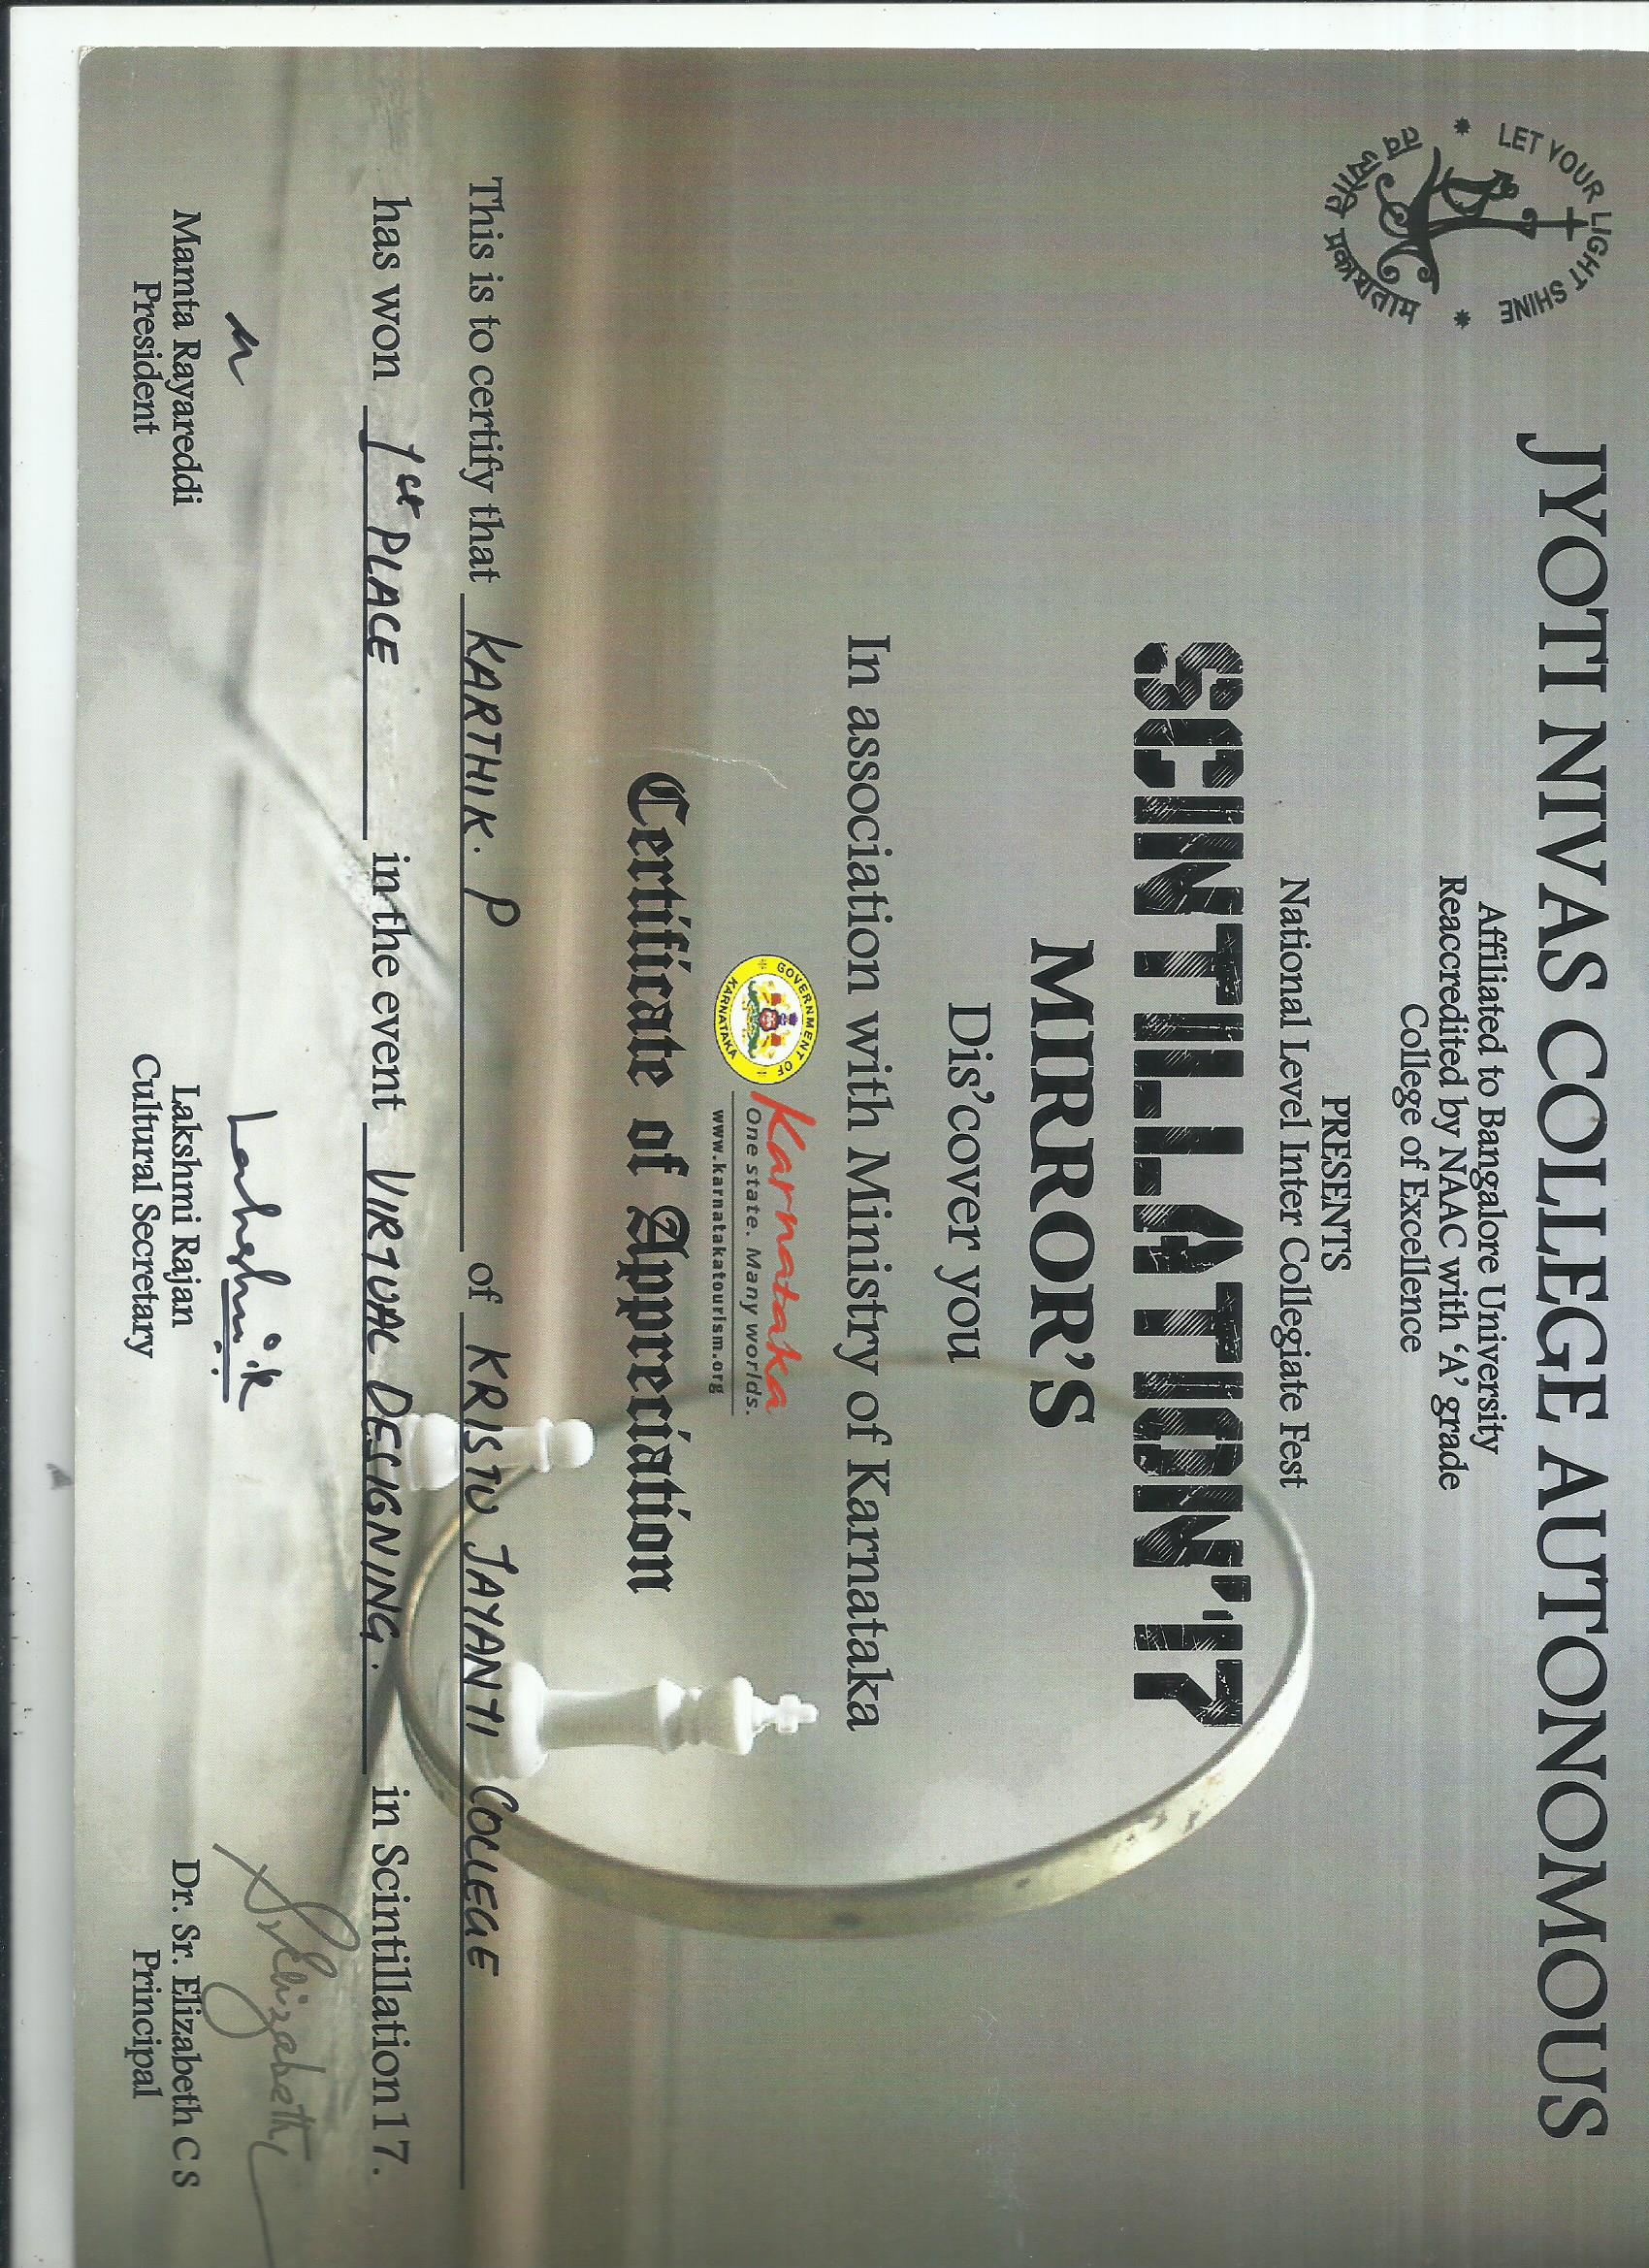 LET YOUR LIGHT SHINE
JYOTI NIVAS COLLEGE AUTONOMOUS
Affiliated to Bangalore University
Reaccredited by NAAC with ‘A’ grade
College of Excellence
PRESENTS
National Level Inter Collegiate Fest
SCINTILLATION’17
MIRROR’S
Dis’cover you
In association with Ministry of Karnataka
GOVERNMENT OF KARNATAKA
Karnataka
One state. Many worlds.
www.karnatakatourism.org
Certificate of Appreciation
This is to certify that KARTHIK. P of KRISTU JAYANTI COLLEGE
has won 1st PLACE in the event VIRTUAL DESIGNING. in Scintillation17.
Mamta Rayareddi Lakshmi Rajan Dr. Sr. Elizabeth C S
President Cultural Secretary Principal